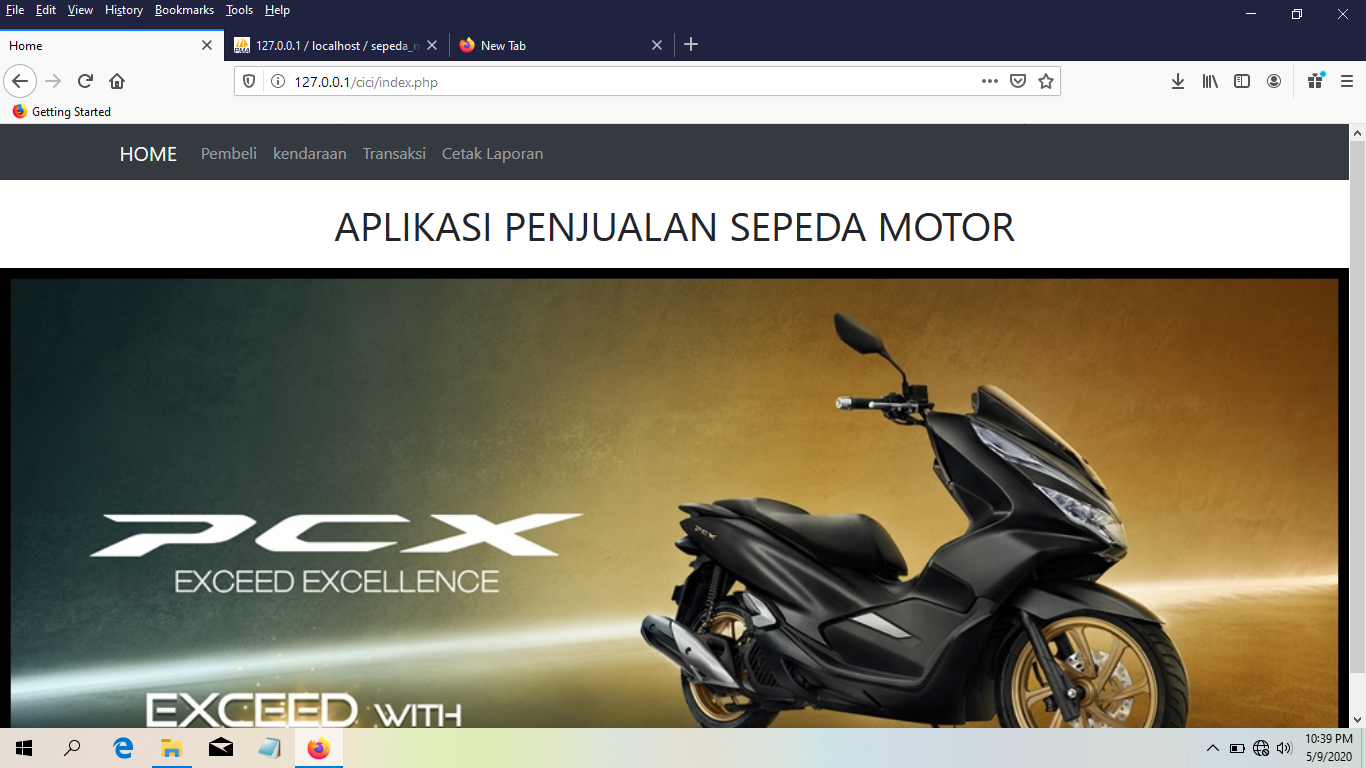 File Edit View History Bookmarks Tools Help
Home
127.0.0.1 / localhost / sepeda_m
New Tab
127.0.0.1/cici/index.php
Getting Started
HOME Pembeli kendaraan Transaksi Cetak Laporan
APLIKASI PENJUALAN SEPEDA MOTOR
PCX
EXCEED EXCELLENCE
PCX
EXCEED WITH
10:39 PM
5/9/2020